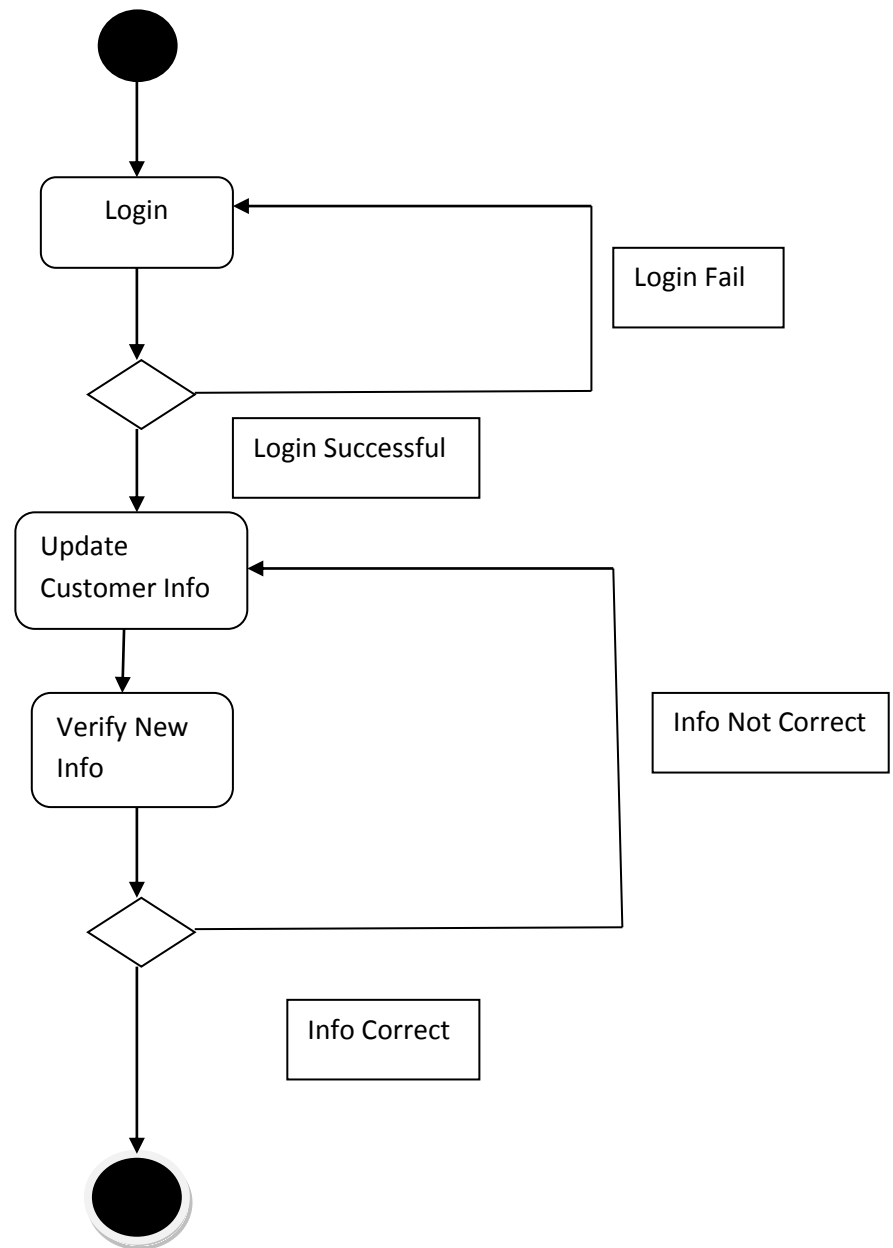 Login
Login Fail
Login Successful
Update
Customer Info
Verify New
Info
Info Not Correct
Info Correct